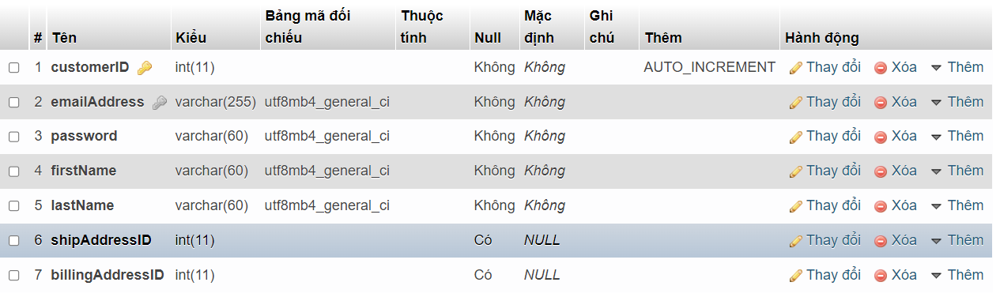 # Tên Kiểu Bảng mã đối chiếu Thuộc tính Null Mặc định Ghi chú Thêm Hành động
1 customerID int(11) Không Không AUTO_INCREMENT Thay đổi Xóa Thêm
2 emailAddress varchar(255) utf8mb4_general_ci Không Không Thay đổi Xóa Thêm
3 password varchar(60) utf8mb4_general_ci Không Không Thay đổi Xóa Thêm
4 firstName varchar(60) utf8mb4_general_ci Không Không Thay đổi Xóa Thêm
5 lastName varchar(60) utf8mb4_general_ci Không Không Thay đổi Xóa Thêm
6 shipAddressID int(11) Có NULL Thay đổi Xóa Thêm
7 billingAddressID int(11) Có NULL Thay đổi Xóa Thêm